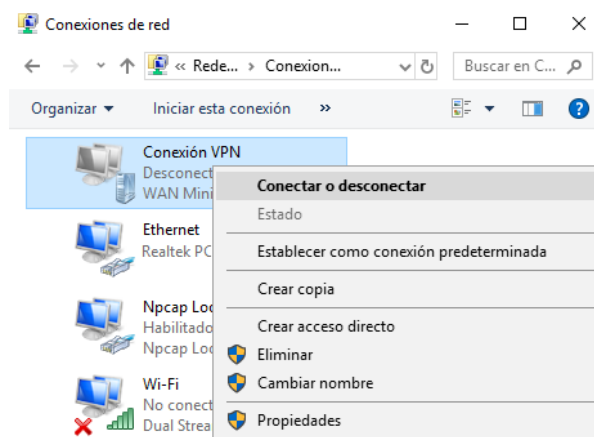 Conexiones de red
« Rede... › Conexion...
Buscar en C...
Organizar
Iniciar esta conexión »
Conexión VPN
Desconect
WAN Mini
Conectar o desconectar
Estado
Ethernet
Realtek PC
Establecer como conexión predeterminada
Crear copia
Npcap Loo
Habilitado
Npcap Loo
Crear acceso directo
Eliminar
Wi-Fi
No conect
Dual Strea
Cambiar nombre
Propiedades